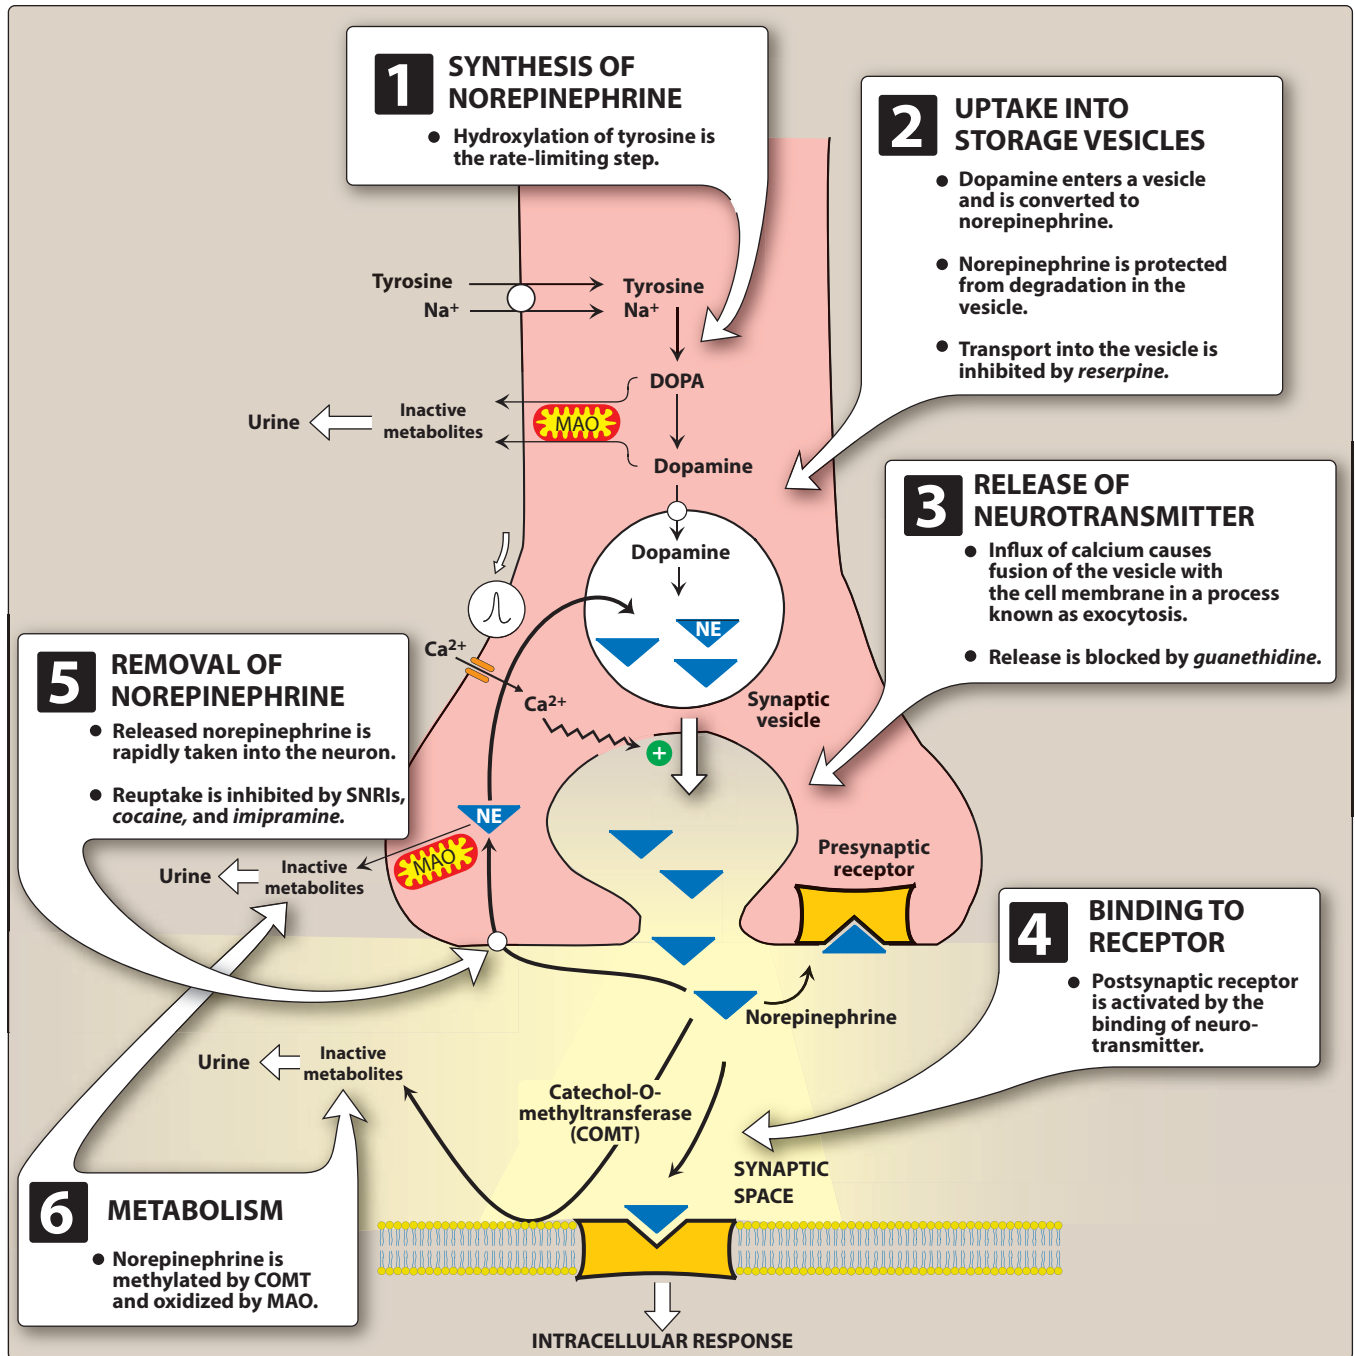 1
SYNTHESIS OF
NOREPINEPHRINE
● Hydroxylation of tyrosine is
the rate-limiting step.
2
UPTAKE INTO
STORAGE VESICLES
● Dopamine enters a vesicle
and is converted to
norepinephrine.
● Norepinephrine is protected
from degradation in the
vesicle.
● Transport into the vesicle is
inhibited by reserpine.
Tyrosine
Na⁺
Tyrosine
Na⁺
DOPA
Urine
Inactive
metabolites
MAO
Dopamine
3
RELEASE OF
NEUROTRANSMITTER
● Influx of calcium causes
fusion of the vesicle with
the cell membrane in a process
known as exocytosis.
● Release is blocked by guanethidine.
Dopamine
NE
Synaptic
vesicle
Ca²⁺
Ca²⁺
+
5
REMOVAL OF
NOREPINEPHRINE
● Released norepinephrine is
rapidly taken into the neuron.
● Reuptake is inhibited by SNRIs,
cocaine, and imipramine.
NE
MAO
Urine
Inactive
metabolites
Presynaptic
receptor
4
BINDING TO
RECEPTOR
● Postsynaptic receptor
is activated by the
binding of neuro-
transmitter.
Norepinephrine
Urine
Inactive
metabolites
Catechol-O-
methyltransferase
(COMT)
SYNAPTIC
SPACE
6
METABOLISM
● Norepinephrine is
methylated by COMT
and oxidized by MAO.
INTRACELLULAR RESPONSE